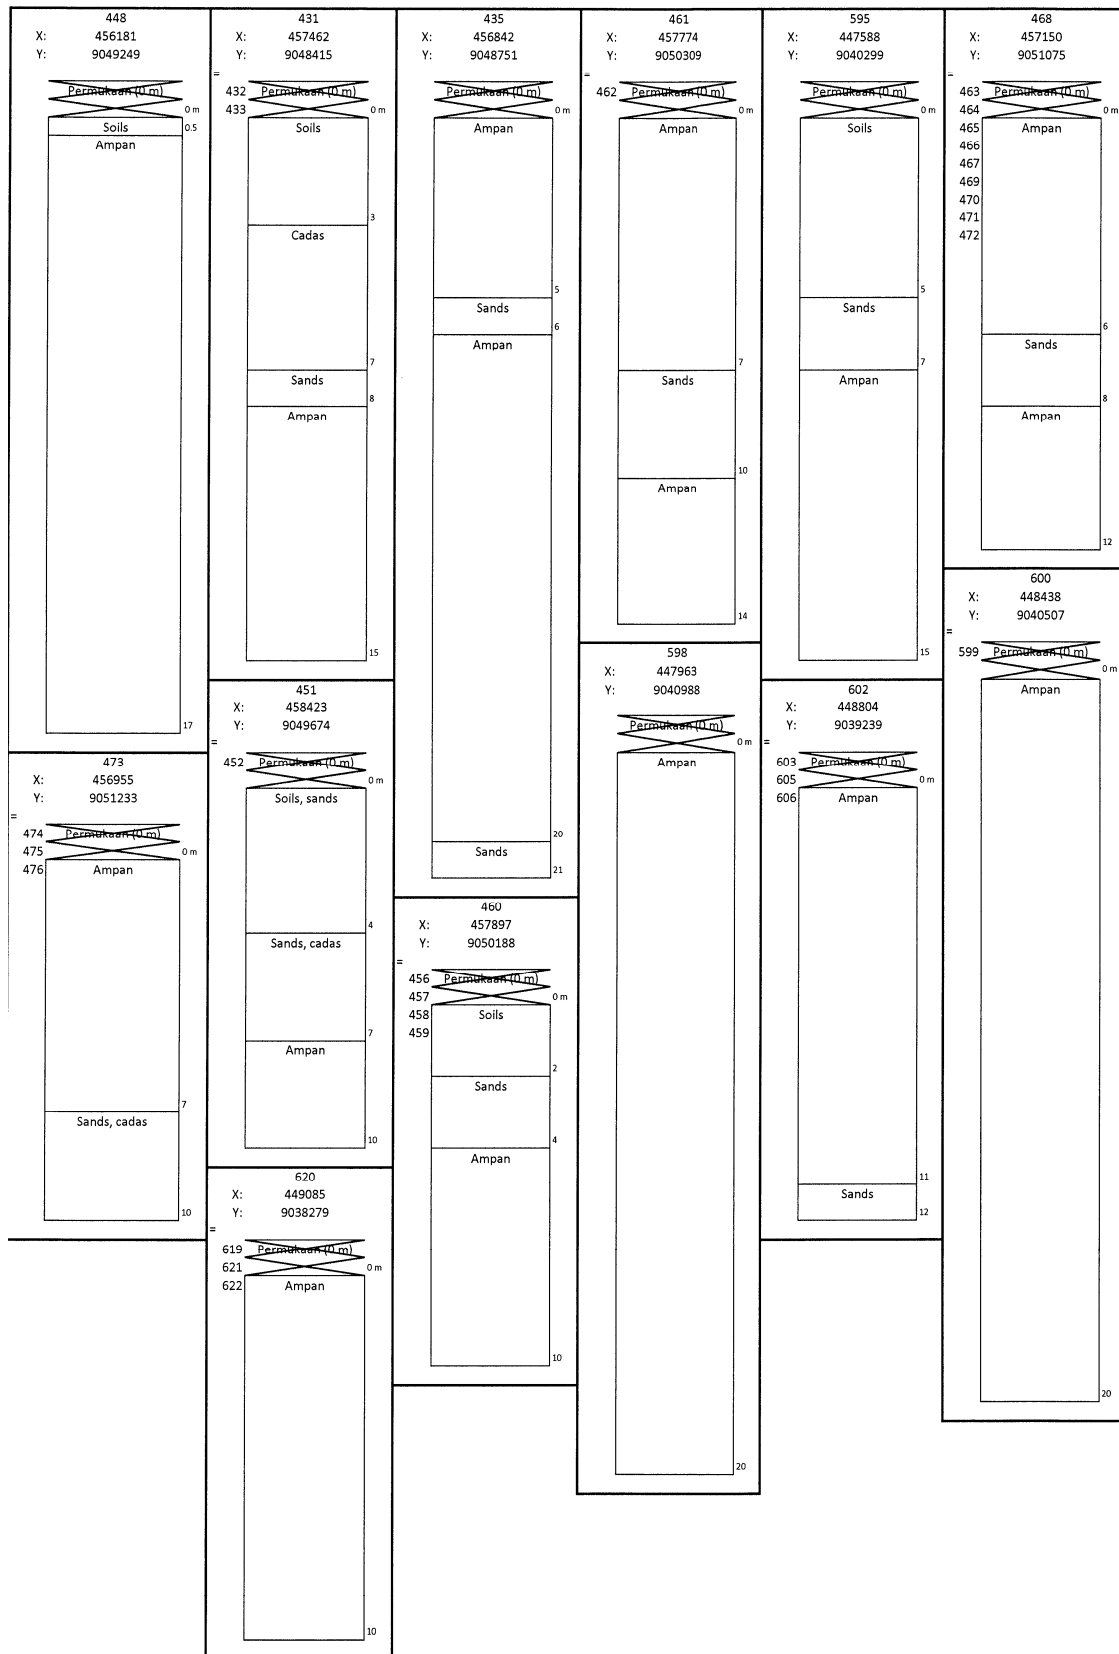 448
X: 456181
Y: 9049249
Permukaan (0 m)
0 m
Soils
0.5
Ampan
17
473
X: 456955
Y: 9051233
=
474 Permukaan (0 m)
475 0 m
476 Ampan
7
Sands, cadas
10
431
X: 457462
Y: 9048415
=
432 Permukaan (0 m)
433 0 m
Soils
3
Cadas
7
Sands
8
Ampan
15
451
X: 458423
Y: 9049674
=
452 Permukaan (0 m)
0 m
Soils, sands
4
Sands, cadas
7
Ampan
10
620
X: 449085
Y: 9038279
=
619 Permukaan (0 m)
621 0 m
622 Ampan
10
435
X: 456842
Y: 9048751
Permukaan (0 m)
0 m
Ampan
5
Sands
6
Ampan
20
Sands
21
460
X: 457897
Y: 9050188
=
456 Permukaan (0 m)
457 0 m
458 Soils
459
2
Sands
4
Ampan
10
461
X: 457774
Y: 9050309
=
462 Permukaan (0 m)
0 m
Ampan
7
Sands
10
Ampan
14
598
X: 447963
Y: 9040988
Permukaan (0 m)
0 m
Ampan
20
595
X: 447588
Y: 9040299
Permukaan (0 m)
0 m
Soils
5
Sands
7
Ampan
15
602
X: 448804
Y: 9039239
=
603 Permukaan (0 m)
605 0 m
606 Ampan
11
Sands
12
468
X: 457150
Y: 9051075
=
463 Permukaan (0 m)
464 0 m
465 Ampan
466
467
469
470
471
472
6
Sands
8
Ampan
12
600
X: 448438
Y: 9040507
=
599 Permukaan (0 m)
0 m
Ampan
20